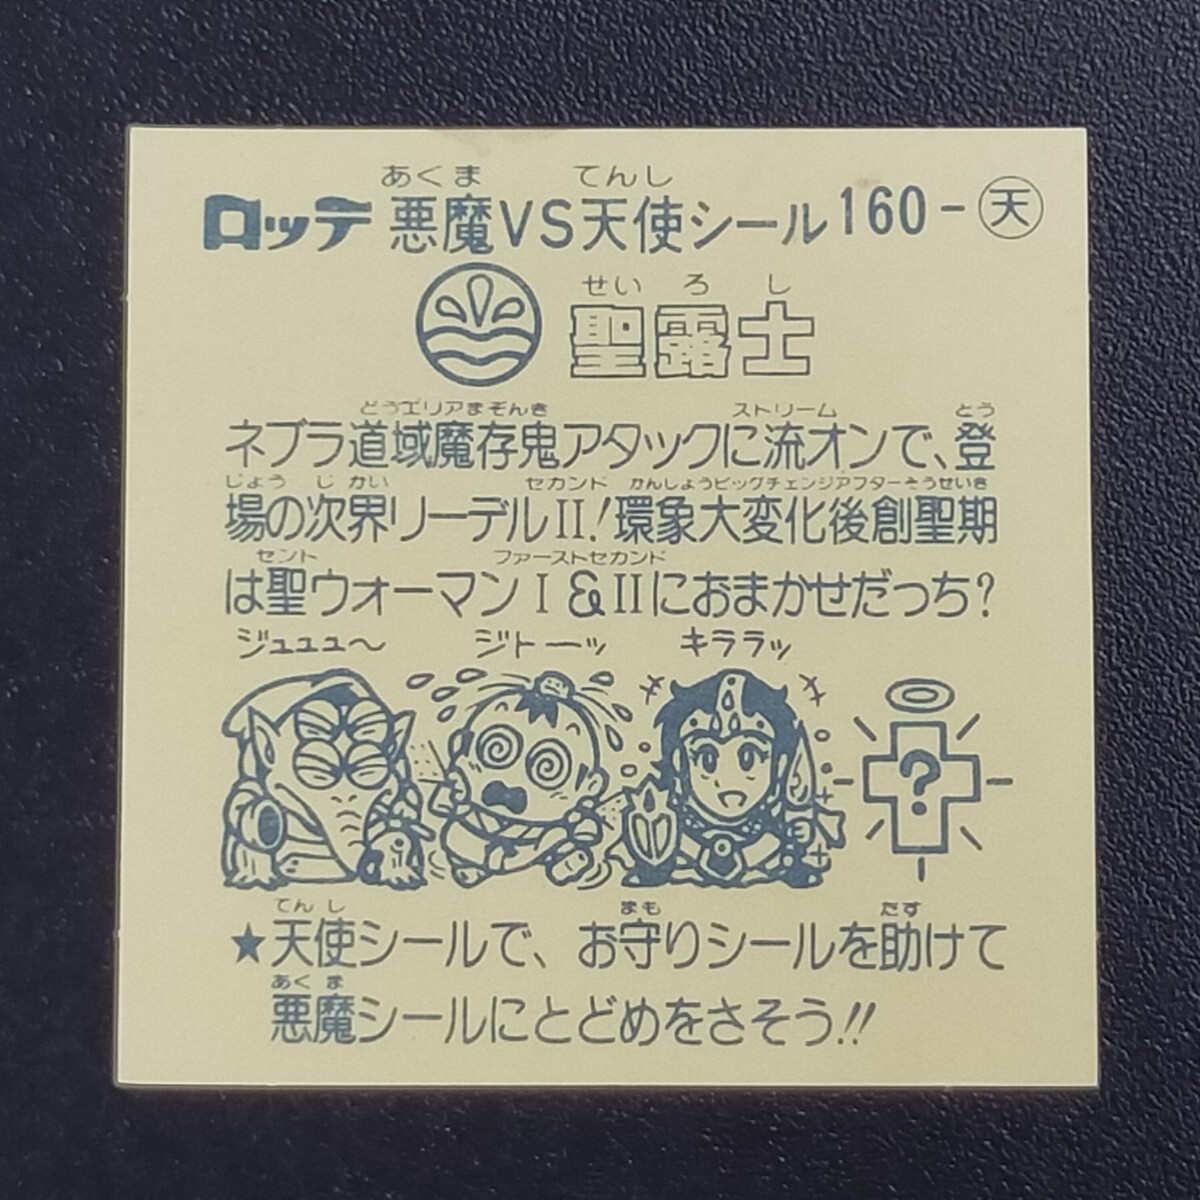 あくま てんし
ロッテ 悪魔VS天使シール160-天
せいろし
聖露士
どうエリアまぞんき ストリーム とう
ネブラ道域魔存鬼アタックに流オンで、登
じょう じかい セカンド かんしょうビッグチェンジアフターそうせいき
場の次界リーデルII!環象大変化後創聖期
セント ファーストセカンド
は聖ウォーマンI&IIにおまかせだっち?
ジュュュ〜 ジトーッ キララッ
?
てんし まも たす
★天使シールで、お守りシールを助けて
あくま
悪魔シールにとどめをさそう!!